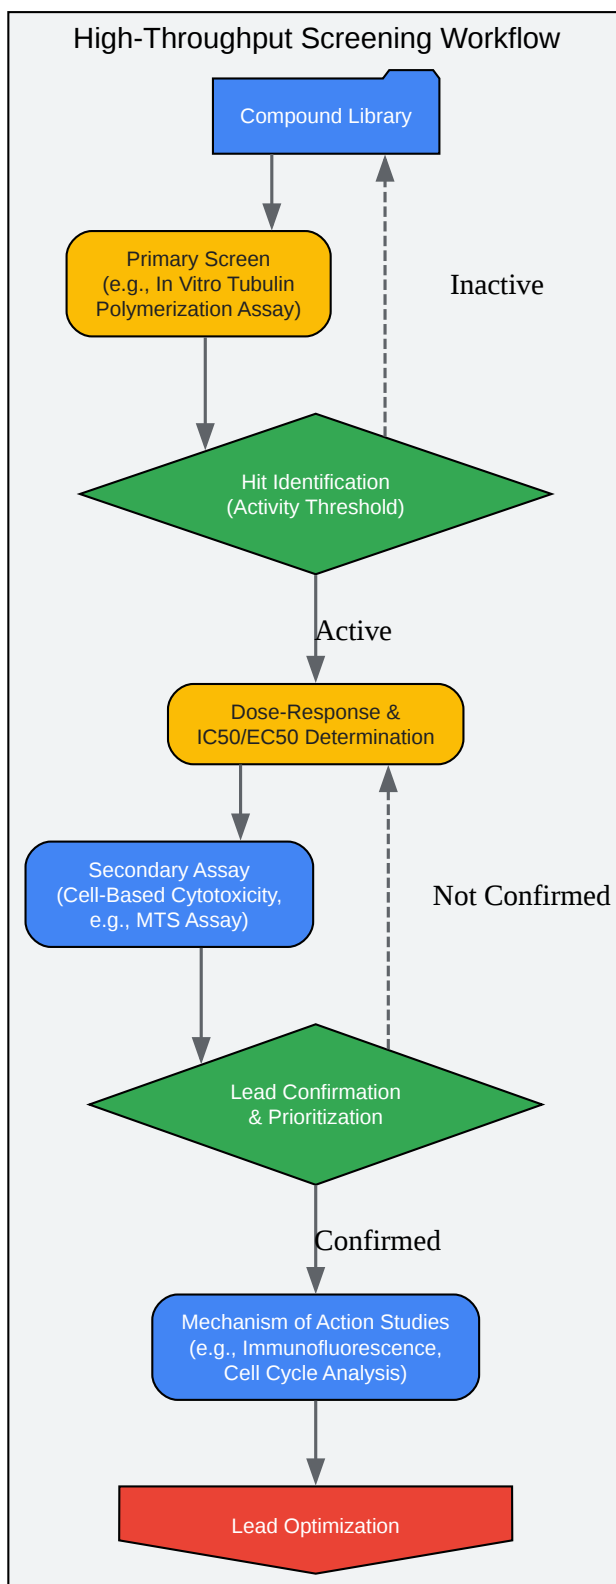 High-Throughput Screening Workflow
Compound Library
Primary Screen
(e.g., In Vitro Tubulin
Polymerization Assay)
Inactive
Hit Identification
(Activity Threshold)
Active
Dose-Response &
IC50/EC50 Determination
Secondary Assay
(Cell-Based Cytotoxicity,
e.g., MTS Assay)
Not Confirmed
Lead Confirmation
& Prioritization
Confirmed
Mechanism of Action Studies
(e.g., Immunofluorescence,
Cell Cycle Analysis)
Lead Optimization